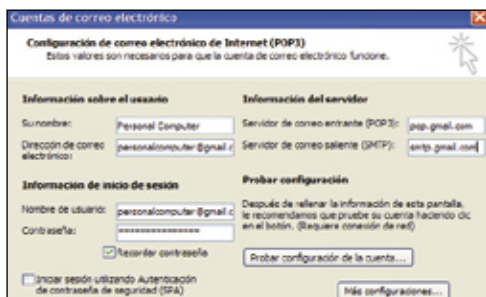 Cuentas de correo electrónico
Configuración de correo electrónico de Internet (POP3)
Estos valores son necesarios para que la cuenta de correo electrónico funcione.
Información sobre el usuario
Su nombre: Personal Computer
Dirección de correo electrónico: personalcomputer@gmail.c
Información de inicio de sesión
Nombre de usuario: personalcomputer@gmail.c
Contraseña: ***************
Recordar contraseña
Iniciar sesión utilizando Autenticación
de contraseña de seguridad (SPA)
Información del servidor
Servidor de correo entrante (POP3): pop.gmail.com
Servidor de correo saliente (SMTP): smtp.gmail.com
Probar configuración
Después de rellenar la información de esta pantalla,
le recomendamos que pruebe su cuenta haciendo clic
en el botón. (Requiere conexión de red)
Probar configuración de la cuenta...
Más configuraciones...